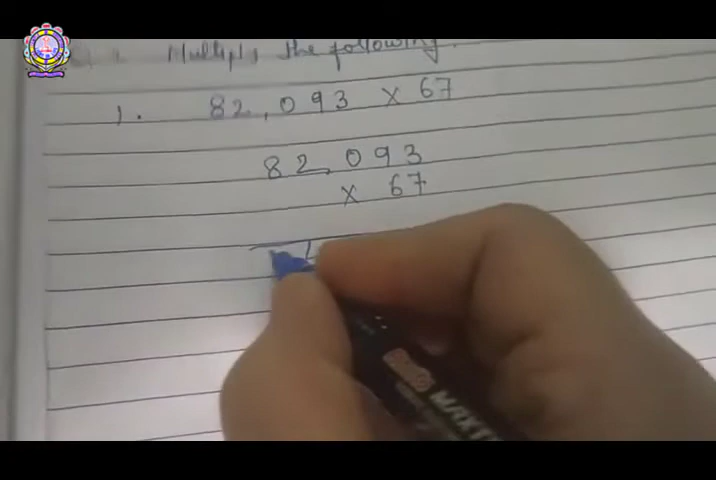 Multiply the following.
1. 82,093 x 67
82,093
x 67